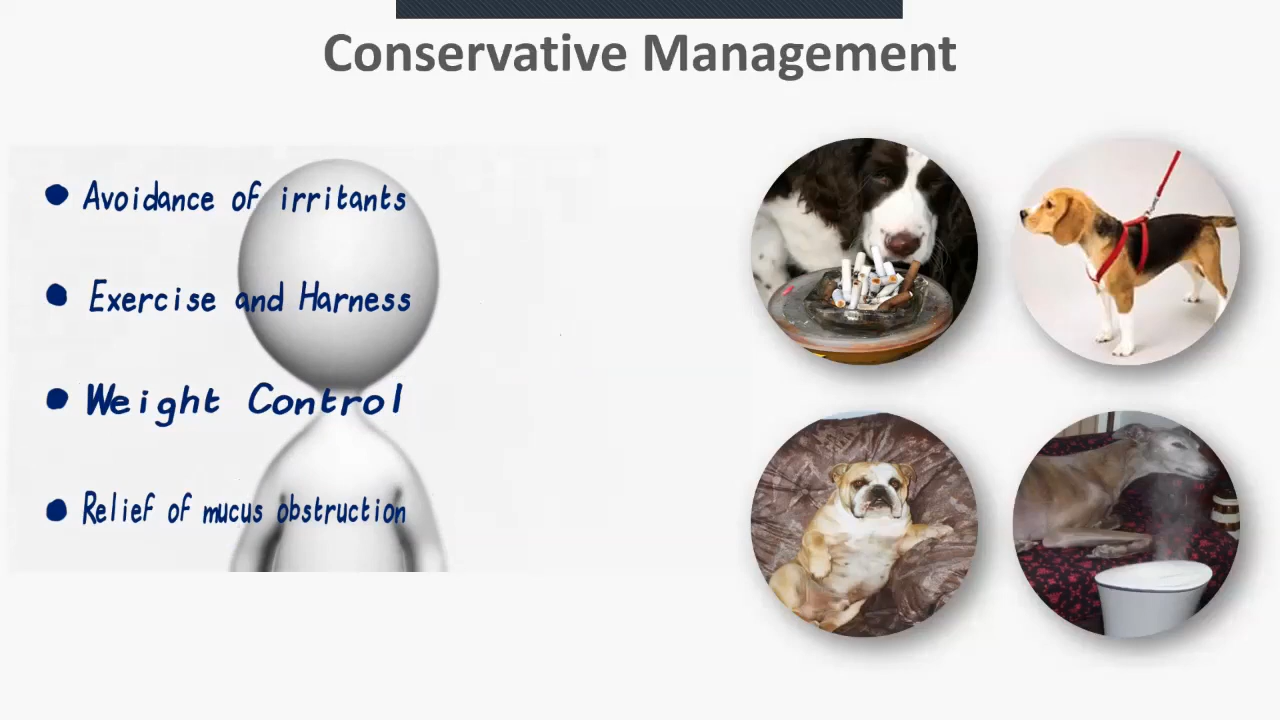 Conservative Management
● Avoidance of irritants
● Exercise and Harness
● Weight Control
● Relief of mucus obstruction